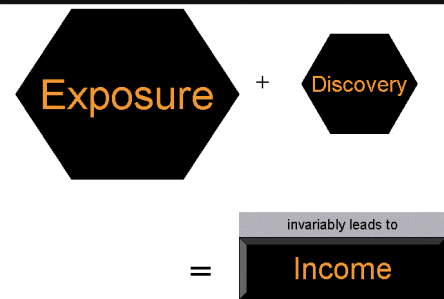 Exposure + Discovery
invariably leads to
= Income